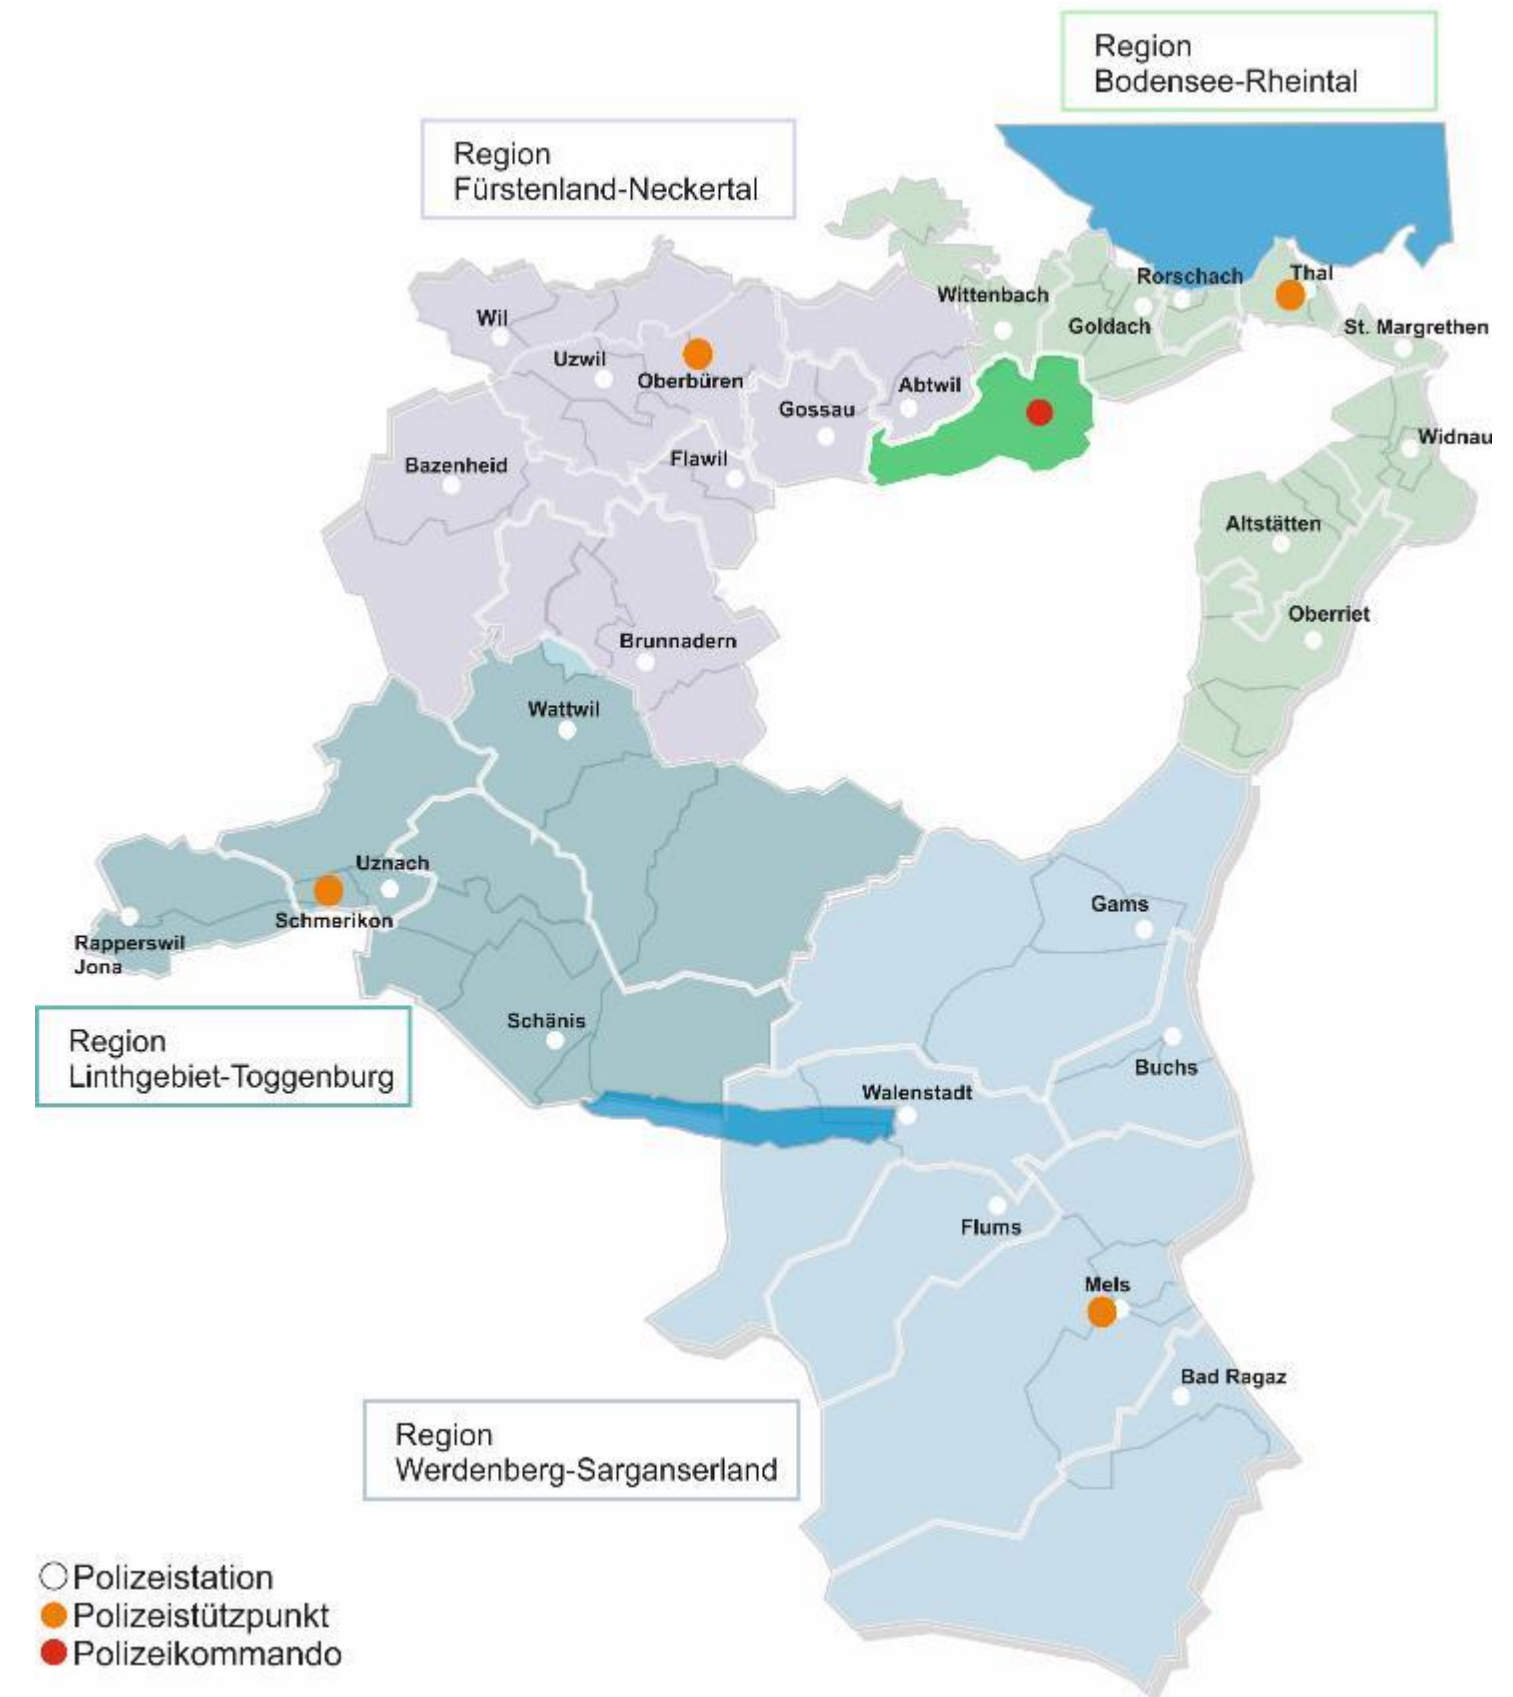 Region
Bodensee-Rheintal
Region
Fürstenland-Neckertal
Rorschach
Thal
Wittenbach
Wil
Goldach
St. Margrethen
Uzwil
Oberbüren
Abtwil
Gossau
Widnau
Flawil
Bazenheid
Altstätten
Oberriet
Brunnadern
Wattwil
Uznach
Gams
Schmerikon
Rapperswil
Jona
Schänis
Region
Linthgebiet-Toggenburg
Buchs
Walenstadt
Flums
Mels
Bad Ragaz
Region
Werdenberg-Sarganserland
Polizeistation
Polizeistützpunkt
Polizeikommando